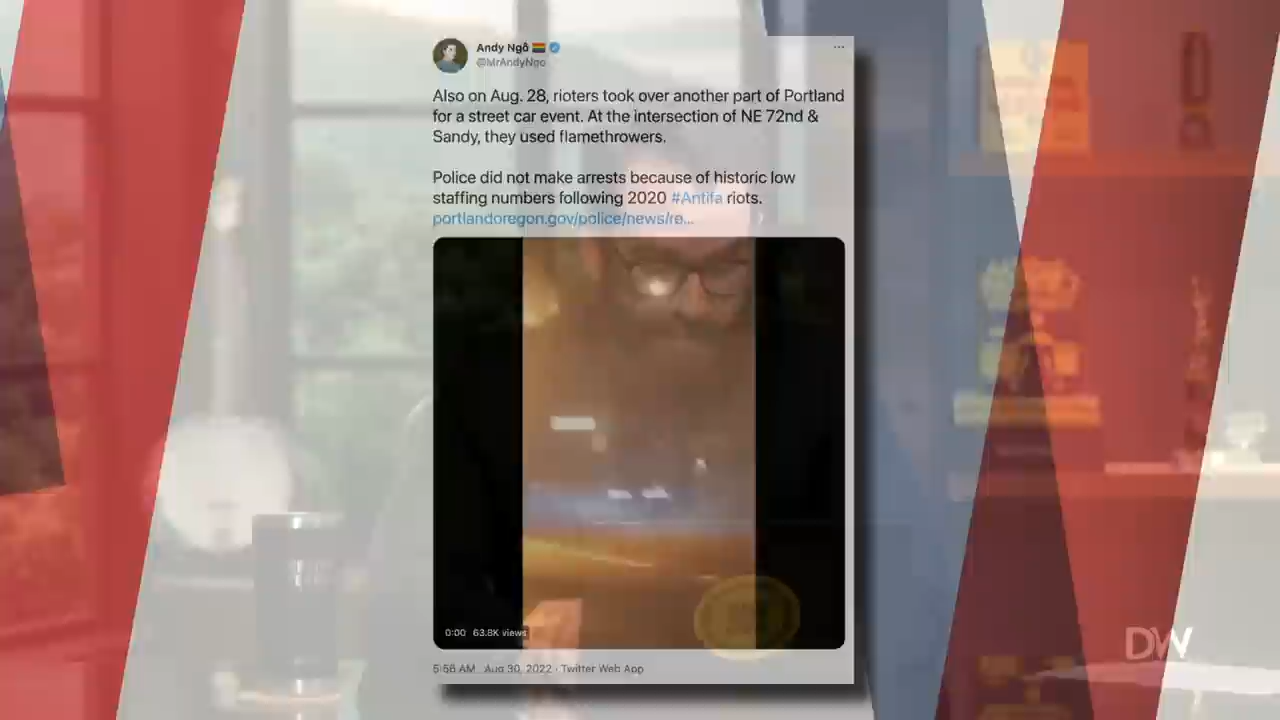 Andy Ngô
@MrAndyNgo
Also on Aug. 28, rioters took over another part of Portland
for a street car event. At the intersection of NE 72nd &
Sandy, they used flamethrowers.
Police did not make arrests because of historic low
staffing numbers following 2020 #Antifa riots.
portlandoregon.gov/police/news/re...
0:00 63.8K views
5:56 AM · Aug 30, 2022 · Twitter Web App
DW